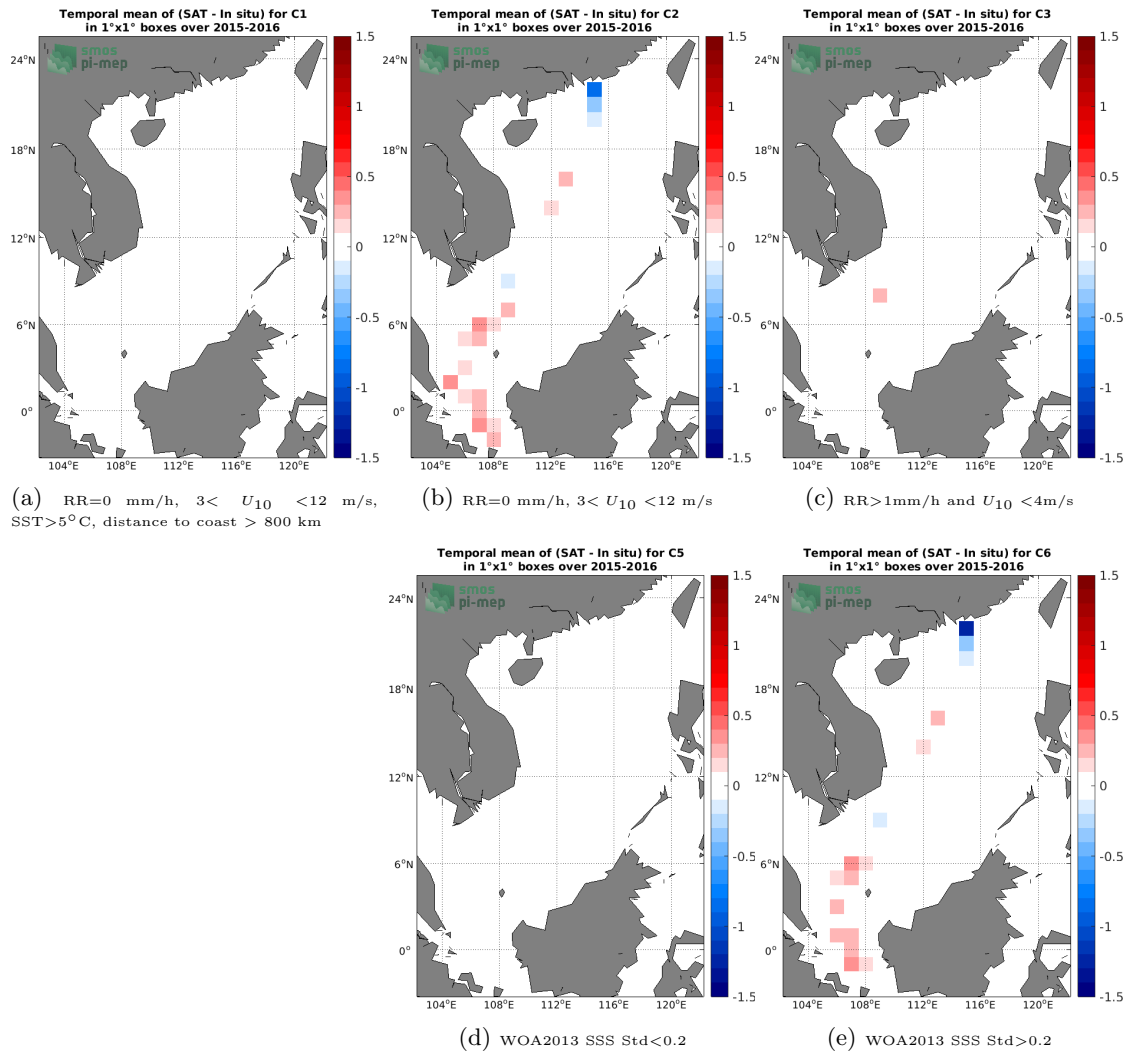 Temporal mean of (SAT - In situ) for C1
in 1°x1° boxes over 2015-2016
smos
pi-mep
24°N
18°N
12°N
6°N
0°
104°E 108°E 112°E 116°E 120°E
1.5
1
0.5
0
-0.5
-1
-1.5
(a) RR=0 mm/h, 3< U10 <12 m/s,
SST>5°C, distance to coast > 800 km
Temporal mean of (SAT - In situ) for C2
in 1°x1° boxes over 2015-2016
smos
pi-mep
24°N
18°N
12°N
6°N
0°
104°E 108°E 112°E 116°E 120°E
1.5
1
0.5
0
-0.5
-1
-1.5
(b) RR=0 mm/h, 3< U10 <12 m/s
Temporal mean of (SAT - In situ) for C3
in 1°x1° boxes over 2015-2016
smos
pi-mep
24°N
18°N
12°N
6°N
0°
104°E 108°E 112°E 116°E 120°E
1.5
1
0.5
0
-0.5
-1
-1.5
(c) RR>1mm/h and U10 <4m/s
Temporal mean of (SAT - In situ) for C5
in 1°x1° boxes over 2015-2016
smos
pi-mep
24°N
18°N
12°N
6°N
0°
104°E 108°E 112°E 116°E 120°E
1.5
1
0.5
0
-0.5
-1
-1.5
(d) WOA2013 SSS Std<0.2
Temporal mean of (SAT - In situ) for C6
in 1°x1° boxes over 2015-2016
smos
pi-mep
24°N
18°N
12°N
6°N
0°
104°E 108°E 112°E 116°E 120°E
1.5
1
0.5
0
-0.5
-1
-1.5
(e) WOA2013 SSS Std>0.2